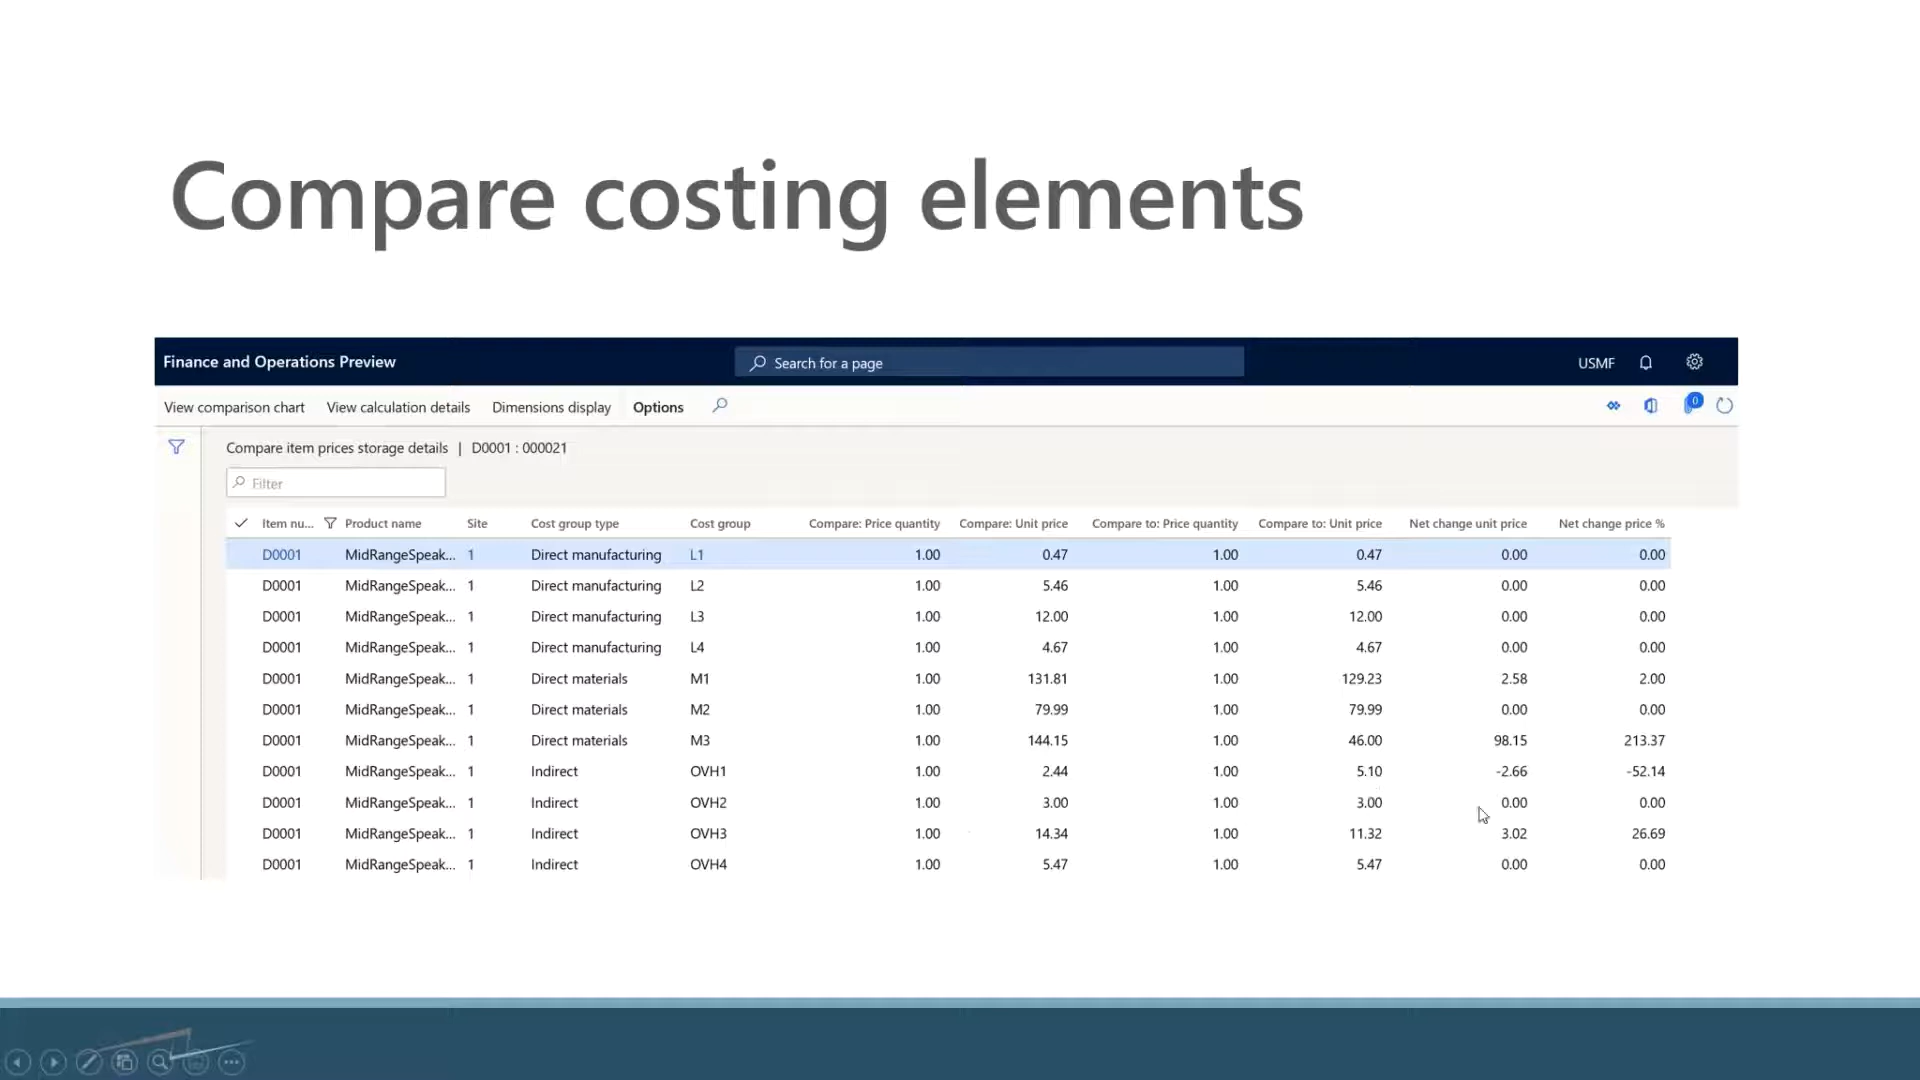 Compare costing elements
Finance and Operations Preview Search for a page USMF
View comparison chart View calculation details Dimensions display Options 0
Compare item prices storage details | D0001 : 000021
Filter
Item nu... Product name Site Cost group type Cost group Compare: Price quantity Compare: Unit price Compare to: Price quantity Compare to: Unit price Net change unit price Net change price %
D0001 MidRangeSpeak... 1 Direct manufacturing L1 1.00 0.47 1.00 0.47 0.00 0.00
D0001 MidRangeSpeak... 1 Direct manufacturing L2 1.00 5.46 1.00 5.46 0.00 0.00
D0001 MidRangeSpeak... 1 Direct manufacturing L3 1.00 12.00 1.00 12.00 0.00 0.00
D0001 MidRangeSpeak... 1 Direct manufacturing L4 1.00 4.67 1.00 4.67 0.00 0.00
D0001 MidRangeSpeak... 1 Direct materials M1 1.00 131.81 1.00 129.23 2.58 2.00
D0001 MidRangeSpeak... 1 Direct materials M2 1.00 79.99 1.00 79.99 0.00 0.00
D0001 MidRangeSpeak... 1 Direct materials M3 1.00 144.15 1.00 46.00 98.15 213.37
D0001 MidRangeSpeak... 1 Indirect OVH1 1.00 2.44 1.00 5.10 -2.66 -52.14
D0001 MidRangeSpeak... 1 Indirect OVH2 1.00 3.00 1.00 3.00 0.00 0.00
D0001 MidRangeSpeak... 1 Indirect OVH3 1.00 14.34 1.00 11.32 3.02 26.69
D0001 MidRangeSpeak... 1 Indirect OVH4 1.00 5.47 1.00 5.47 0.00 0.00